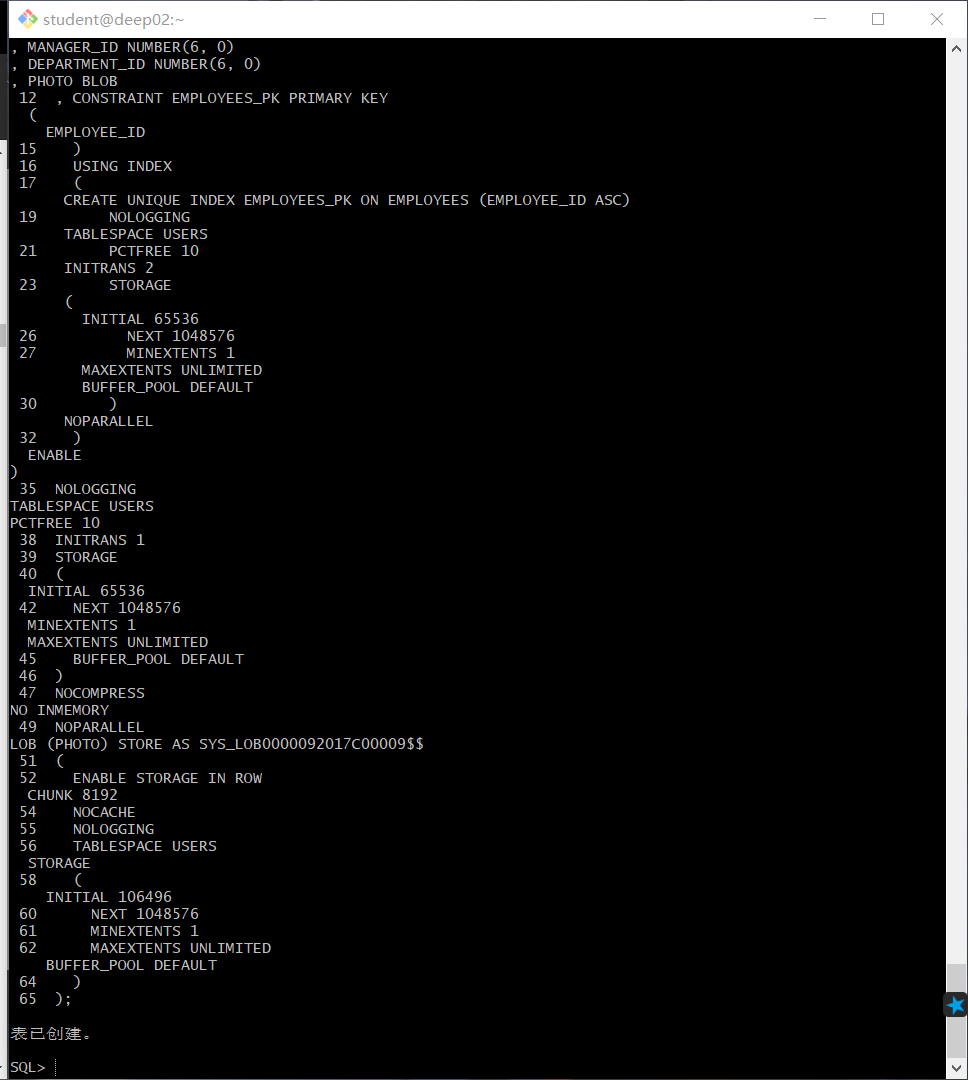 student@deep02:~
, MANAGER_ID NUMBER(6, 0)
, DEPARTMENT_ID NUMBER(6, 0)
, PHOTO BLOB
 12  , CONSTRAINT EMPLOYEES_PK PRIMARY KEY
  (
    EMPLOYEE_ID
 15    )
 16    USING INDEX
 17    (
      CREATE UNIQUE INDEX EMPLOYEES_PK ON EMPLOYEES (EMPLOYEE_ID ASC)
 19        NOLOGGING
      TABLESPACE USERS
 21        PCTFREE 10
      INITRANS 2
 23        STORAGE
      (
        INITIAL 65536
 26          NEXT 1048576
 27          MINEXTENTS 1
        MAXEXTENTS UNLIMITED
        BUFFER_POOL DEFAULT
 30        )
      NOPARALLEL
 32    )
  ENABLE
)
 35  NOLOGGING
TABLESPACE USERS
PCTFREE 10
 38  INITRANS 1
 39  STORAGE
 40  (
  INITIAL 65536
 42    NEXT 1048576
  MINEXTENTS 1
  MAXEXTENTS UNLIMITED
 45    BUFFER_POOL DEFAULT
 46  )
 47  NOCOMPRESS
NO INMEMORY
 49  NOPARALLEL
LOB (PHOTO) STORE AS SYS_LOB0000092017C00009$$
 51  (
 52    ENABLE STORAGE IN ROW
  CHUNK 8192
 54    NOCACHE
 55    NOLOGGING
 56    TABLESPACE USERS
  STORAGE
 58    (
    INITIAL 106496
 60      NEXT 1048576
 61      MINEXTENTS 1
 62      MAXEXTENTS UNLIMITED
    BUFFER_POOL DEFAULT
 64    )
 65  );
表已创建。
SQL>